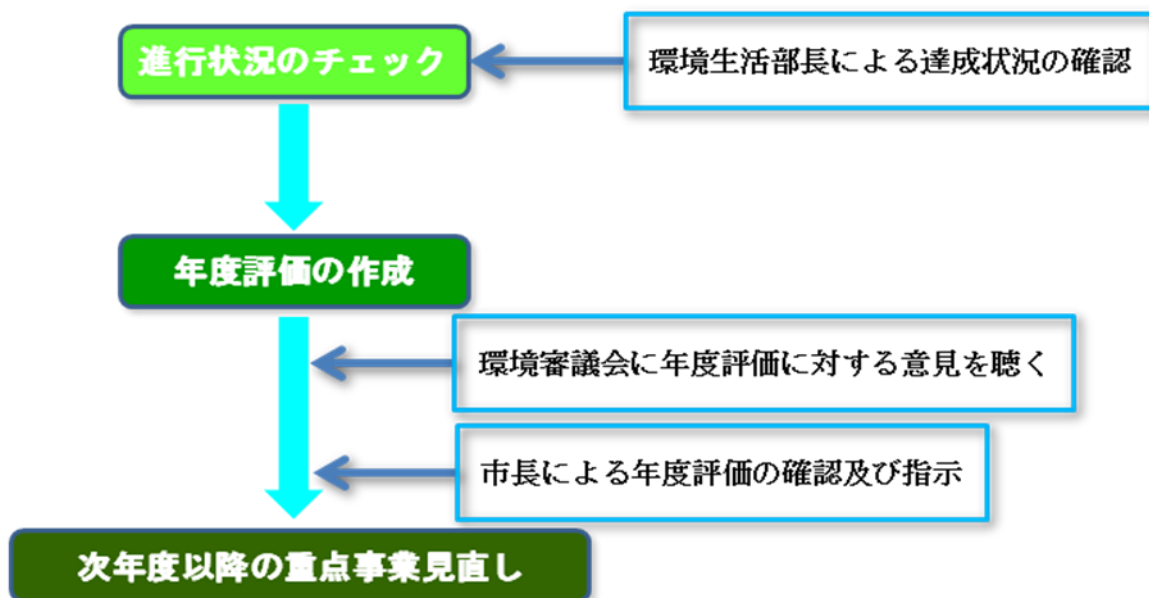 進行状況のチェック
環境生活部長による達成状況の確認
年度評価の作成
環境審議会に年度評価に対する意見を聴く
市長による年度評価の確認及び指示
次年度以降の重点事業見直し